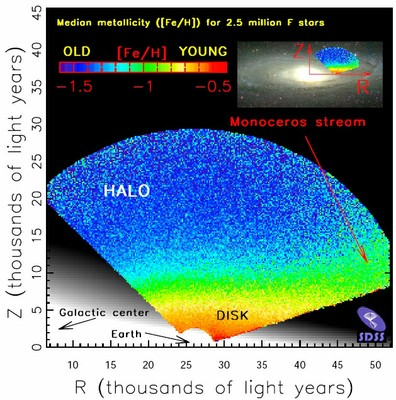 Median metallicity ([Fe/H]) for 2.5 million F stars
OLD [Fe/H] YOUNG
−1.5 −1 −0.5
Z
R
Monoceros stream
HALO
DISK
Galactic center
Earth
SDSS
45
40
35
30
25
20
15
10
5
0
Z (thousands of light years)
10 15 20 25 30 35 40 45 50
R (thousands of light years)